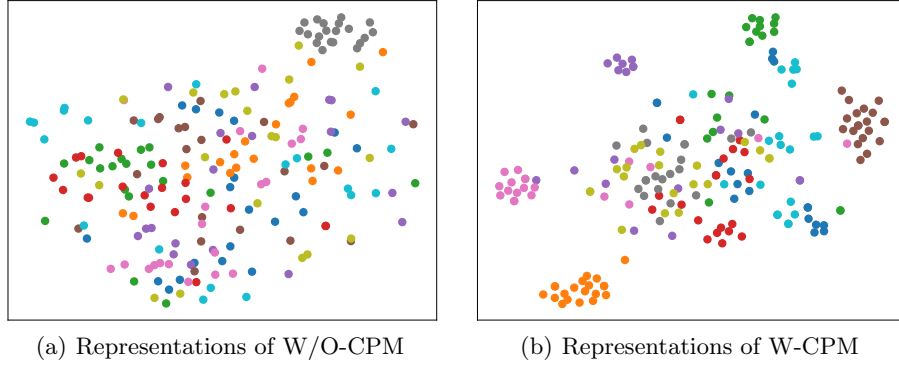 (a) Representations of W/O-CPM
(b) Representations of W-CPM